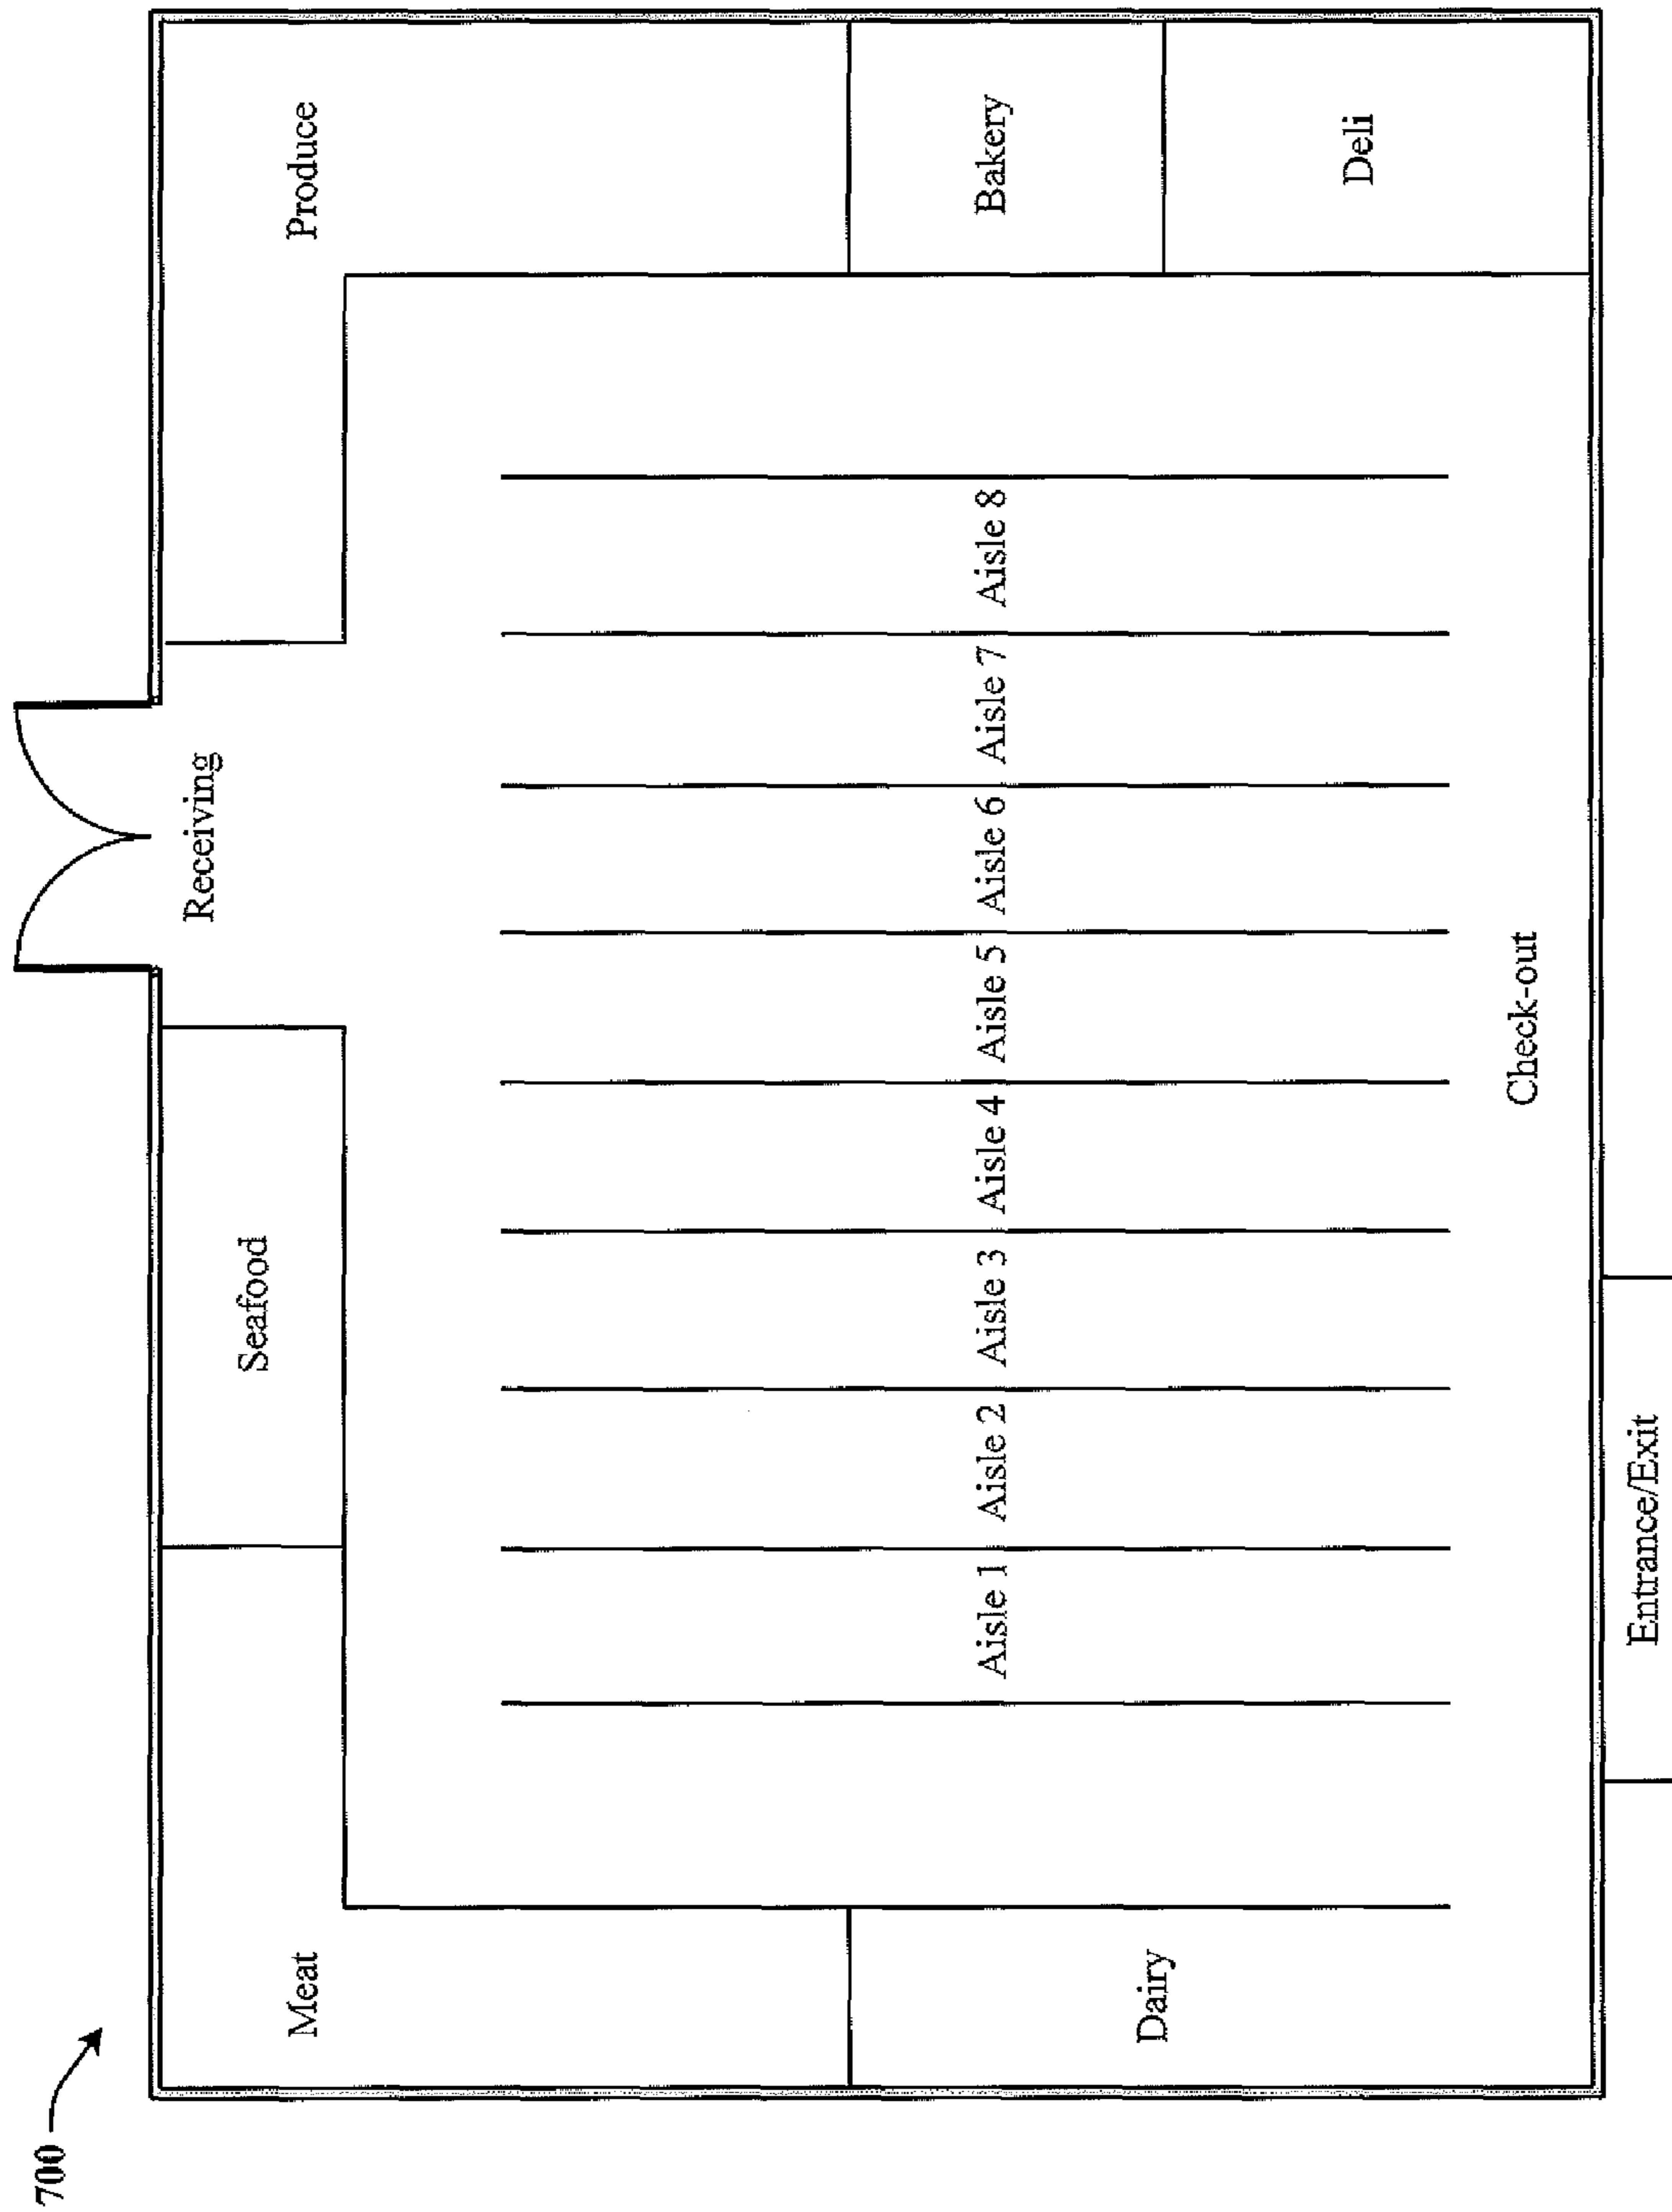 700
Receiving
Seafood
Meat
Produce
Aisle 1
Aisle 2
Aisle 3
Aisle 4
Aisle 5
Aisle 6
Aisle 7
Aisle 8
Bakery
Dairy
Deli
Check-out
Entrance/Exit